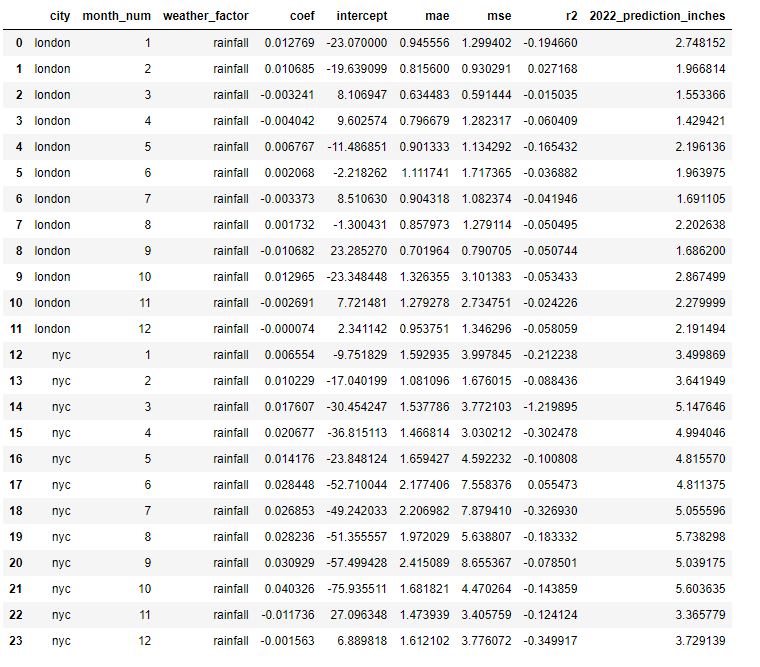 city month_num weather_factor coef intercept mae mse r2 2022_prediction_inches
0 london 1 rainfall 0.012769 -23.070000 0.945556 1.299402 -0.194660 2.748152
1 london 2 rainfall 0.010685 -19.639099 0.815600 0.930291 0.027168 1.966814
2 london 3 rainfall -0.003241 8.106947 0.634483 0.591444 -0.015035 1.553366
3 london 4 rainfall -0.004042 9.602574 0.796679 1.282317 -0.060409 1.429421
4 london 5 rainfall 0.006767 -11.486851 0.901333 1.134292 -0.165432 2.196136
5 london 6 rainfall 0.002068 -2.218262 1.111741 1.717365 -0.036882 1.963975
6 london 7 rainfall -0.003373 8.510630 0.904318 1.082374 -0.041946 1.691105
7 london 8 rainfall 0.001732 -1.300431 0.857973 1.279114 -0.050495 2.202638
8 london 9 rainfall -0.010682 23.285270 0.701964 0.790705 -0.050744 1.686200
9 london 10 rainfall 0.012965 -23.348448 1.326355 3.101383 -0.053433 2.867499
10 london 11 rainfall -0.002691 7.721481 1.279278 2.734751 -0.024226 2.279999
11 london 12 rainfall -0.000074 2.341142 0.953751 1.346296 -0.058059 2.191494
12 nyc 1 rainfall 0.006554 -9.751829 1.592935 3.997845 -0.212238 3.499869
13 nyc 2 rainfall 0.010229 -17.040199 1.081096 1.676015 -0.088436 3.641949
14 nyc 3 rainfall 0.017607 -30.454247 1.537786 3.772103 -1.219895 5.147646
15 nyc 4 rainfall 0.020677 -36.815113 1.466814 3.030212 -0.302478 4.994046
16 nyc 5 rainfall 0.014176 -23.848124 1.659427 4.592232 -0.100808 4.815570
17 nyc 6 rainfall 0.028448 -52.710044 2.177406 7.558376 0.055473 4.811375
18 nyc 7 rainfall 0.026853 -49.242033 2.206982 7.879410 -0.326930 5.055596
19 nyc 8 rainfall 0.028236 -51.355557 1.972029 5.638807 -0.183332 5.738298
20 nyc 9 rainfall 0.030929 -57.499428 2.415089 8.655367 -0.078501 5.039175
21 nyc 10 rainfall 0.040326 -75.935511 1.681821 4.470264 -0.143859 5.603635
22 nyc 11 rainfall -0.011736 27.096348 1.473939 3.405759 -0.124124 3.365779
23 nyc 12 rainfall -0.001563 6.889818 1.612102 3.776072 -0.349917 3.729139